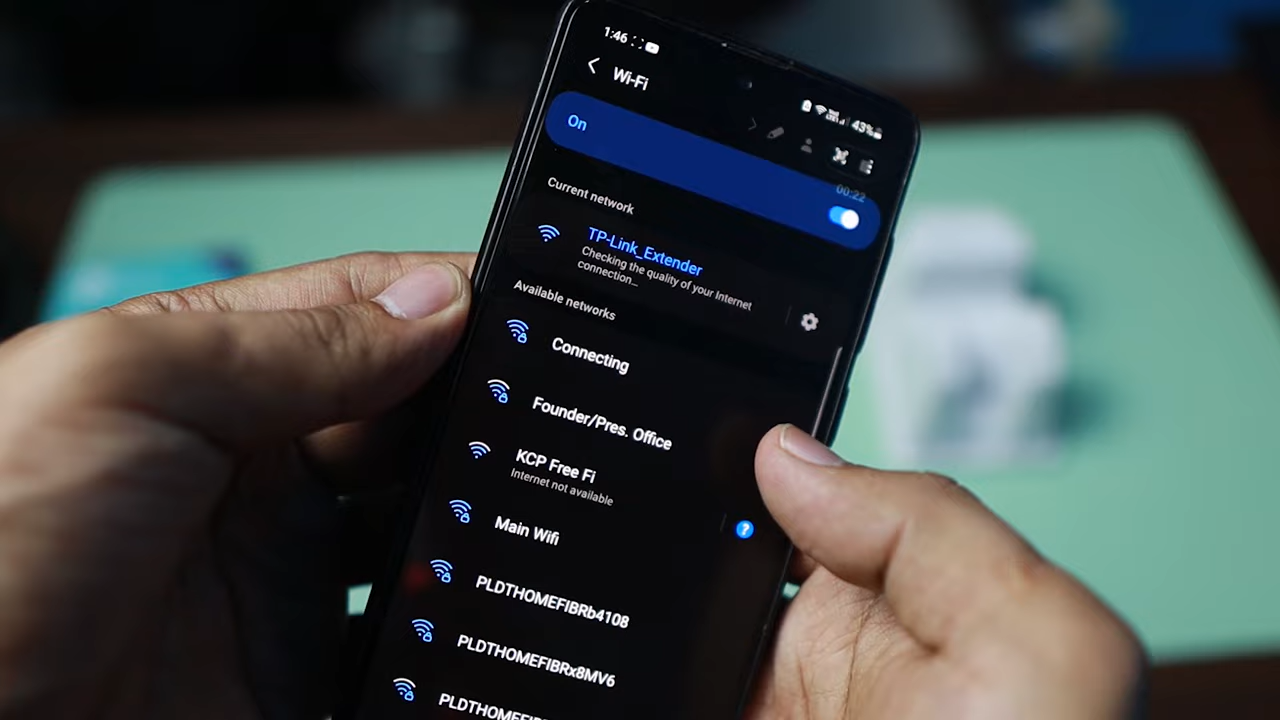 1:46
43%
Wi-Fi
On
00:22
Current network
TP-Link_Extender
Checking the quality of your Internet
connection...
Available networks
Connecting
Founder/Pres. Office
KCP Free Fi
Internet not available
?
Main Wifi
PLDTHOMEFIBRb4108
PLDTHOMEFIBRx8MV6